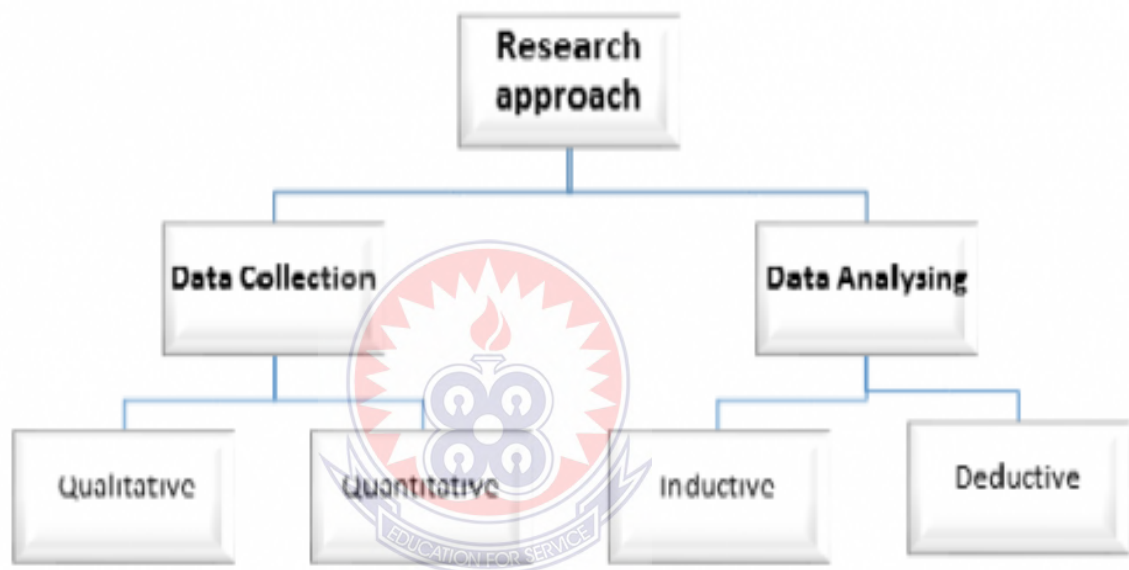 Research
approach
Data Collection
Data Analysing
Qualitative
Quantitative
Inductive
Deductive
EDUCATION FOR SERVICE